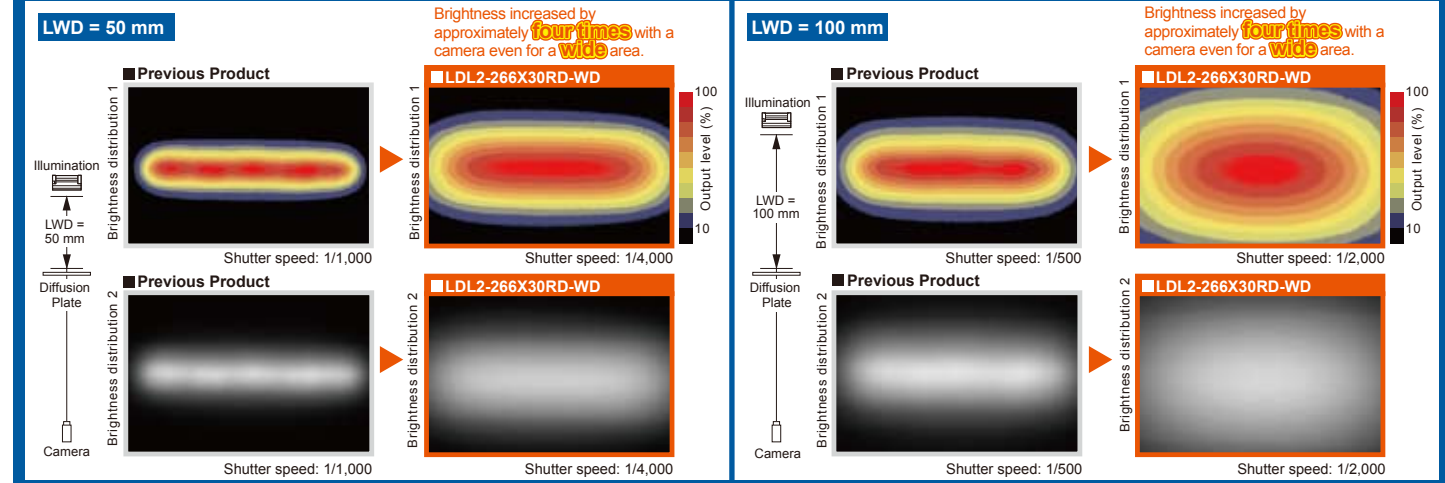 LWD = 50 mm
Brightness increased by
approximately four times with a
camera even for a wide area.
■Previous Product
■LDL2-266X30RD-WD
Brightness distribution 1
Brightness distribution 1
100
Output level (%)
10
Illumination
LWD =
50 mm
Diffusion
Plate
Camera
Shutter speed: 1/1,000
Shutter speed: 1/4,000
■Previous Product
■LDL2-266X30RD-WD
Brightness distribution 2
Brightness distribution 2
Shutter speed: 1/1,000
Shutter speed: 1/4,000
LWD = 100 mm
Brightness increased by
approximately four times with a
camera even for a wide area.
■Previous Product
■LDL2-266X30RD-WD
Brightness distribution 1
Brightness distribution 1
100
Output level (%)
10
Illumination
LWD =
100 mm
Diffusion
Plate
Camera
Shutter speed: 1/500
Shutter speed: 1/2,000
■Previous Product
■LDL2-266X30RD-WD
Brightness distribution 2
Brightness distribution 2
Shutter speed: 1/500
Shutter speed: 1/2,000